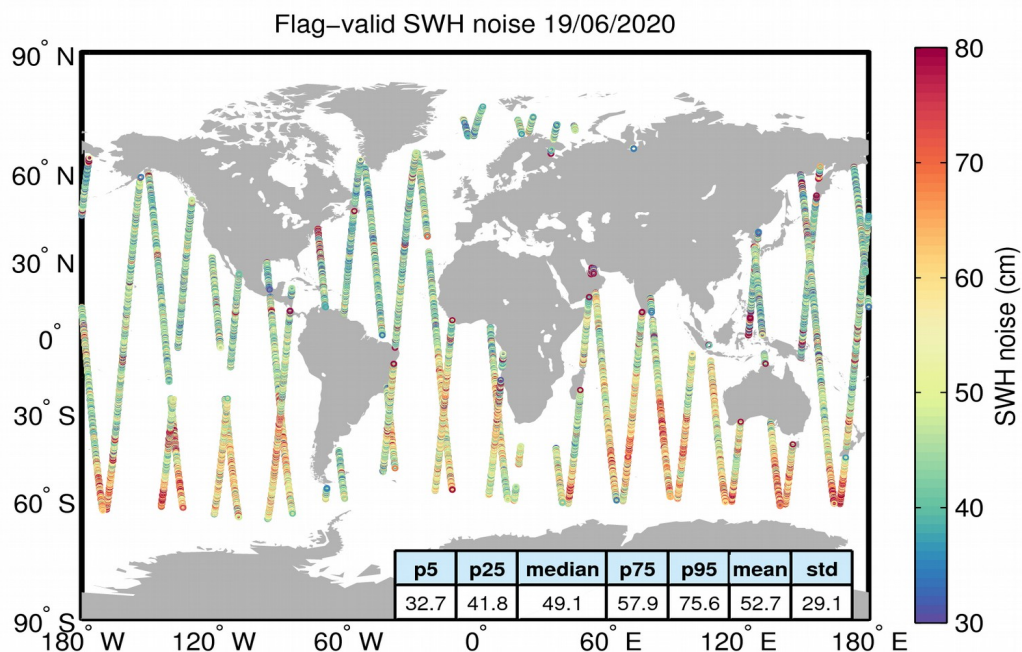 Flag−valid SWH noise 19/06/2020
90° N
60° N
30° N
0°
30° S
60° S
90° S
180° W
120° W
60° W
0°
60° E
120° E
180° E
80
70
60
50
40
30
SWH noise (cm)
p5 p25 median p75 p95 mean std
32.7 41.8 49.1 57.9 75.6 52.7 29.1